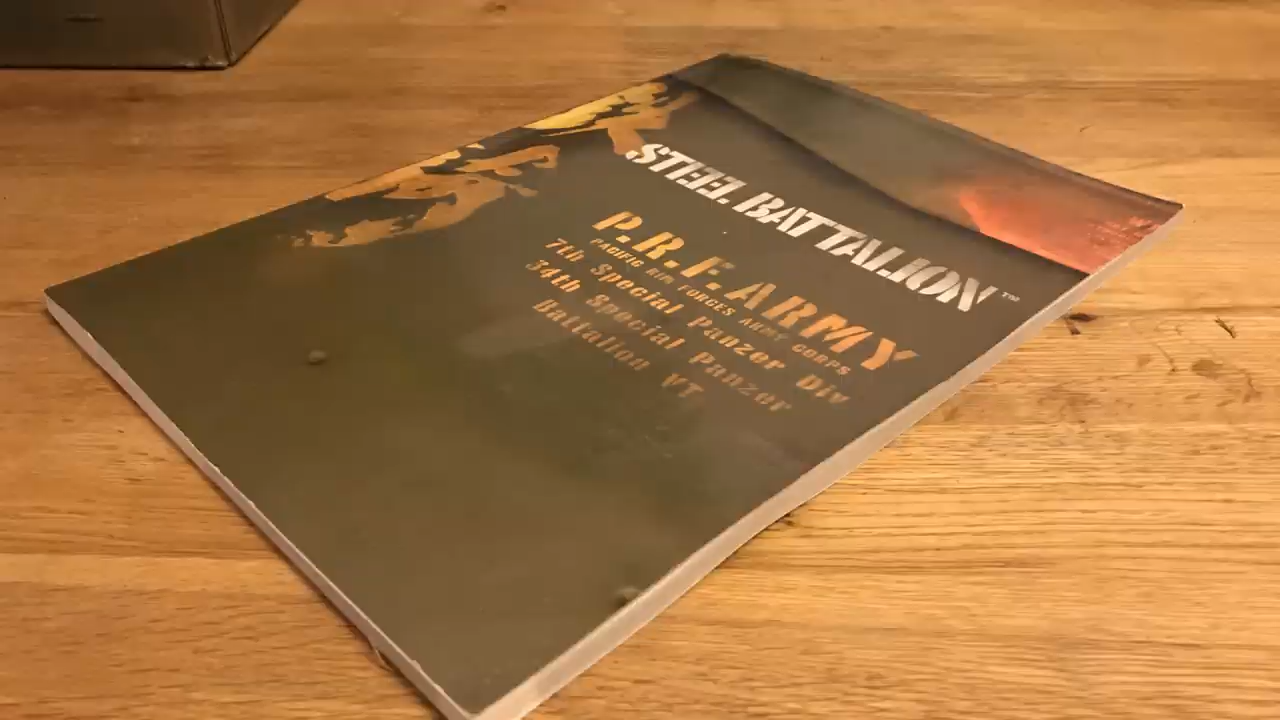 STEEL BATTALION™
P.R.F. ARMY
PACIFIC RIM FORCES ARMY CORPS
7th Special Panzer Div
34th Special Panzer
Battalion VT